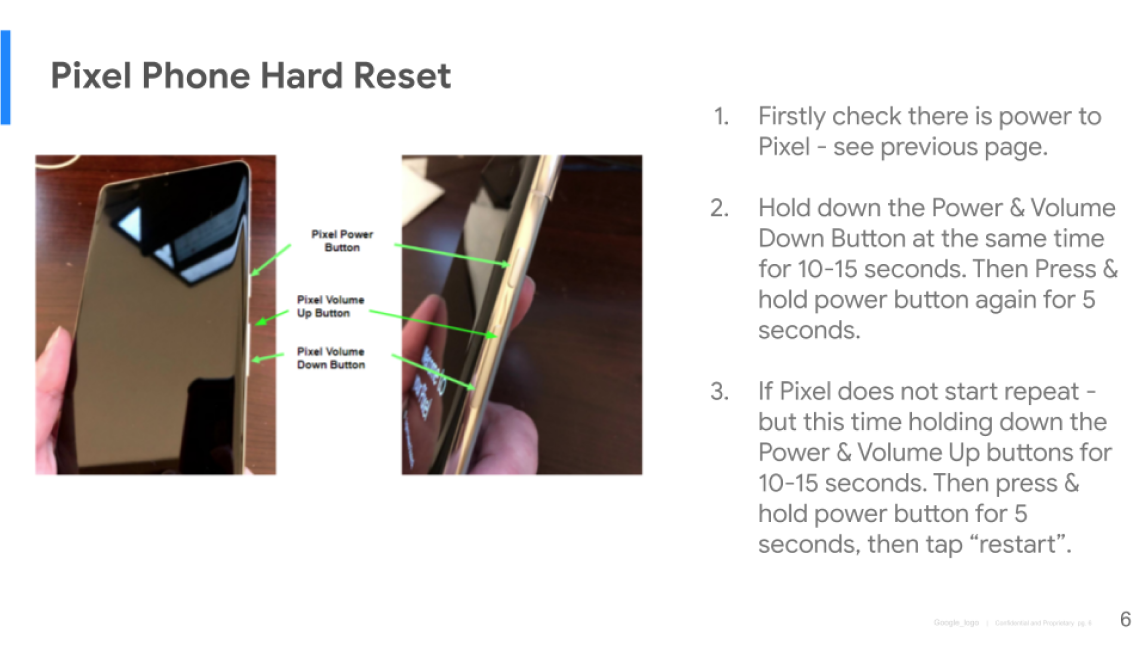 Pixel Phone Hard Reset
1. Firstly check there is power to
Pixel - see previous page.
2. Hold down the Power & Volume
Down Button at the same time
for 10-15 seconds. Then Press &
hold power button again for 5
seconds.
3. If Pixel does not start repeat -
but this time holding down the
Power & Volume Up buttons for
10-15 seconds. Then press &
hold power button for 5
seconds, then tap “restart”.
Pixel Power
Button
Pixel Volume
Up Button
Pixel Volume
Down Button
Google_logo | Confidential and Proprietary pg. 6
6